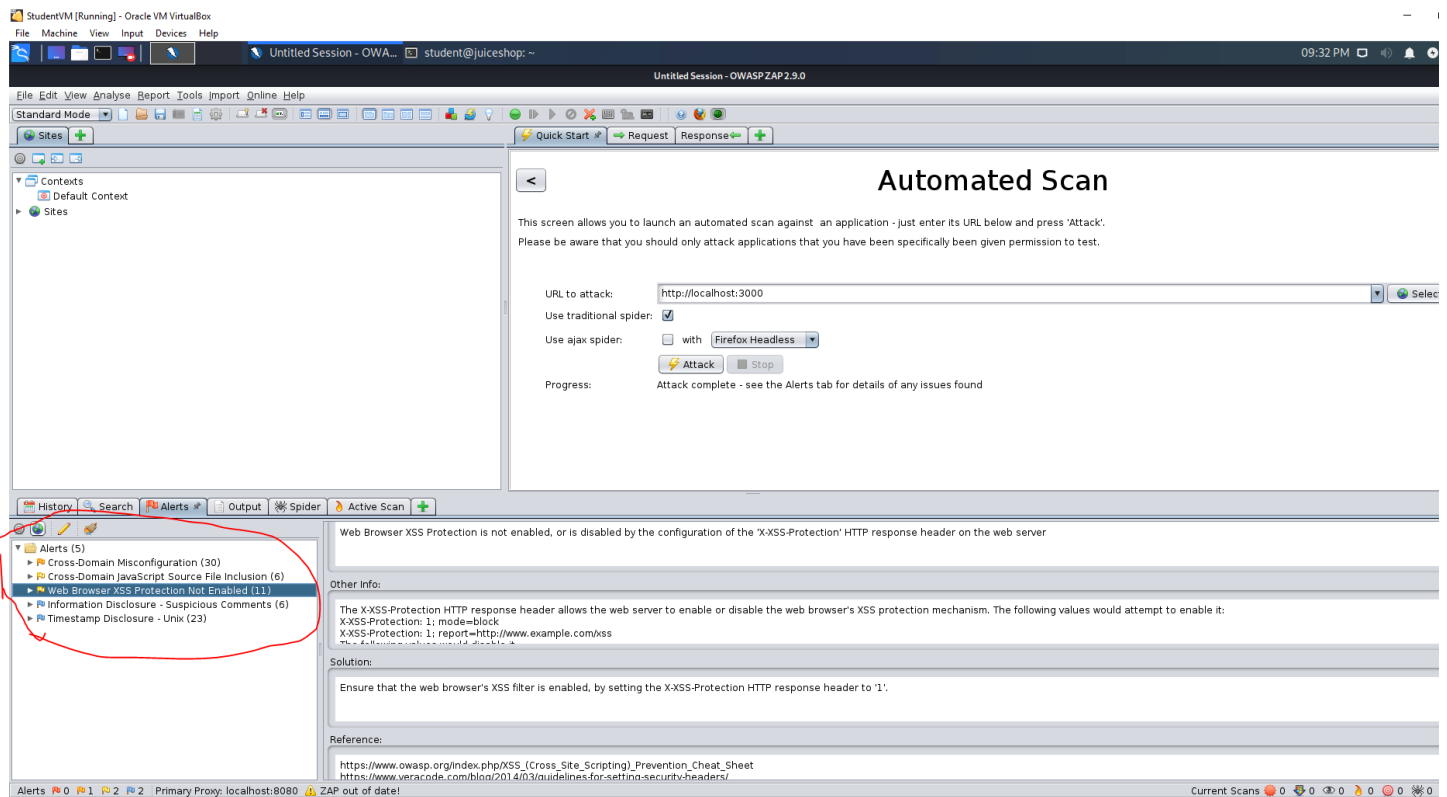 StudentVM [Running] - Oracle VM VirtualBox
File Machine View Input Devices Help
Untitled Session - OWA... student@juiceshop: ~ 09:32 PM
Untitled Session - OWASP ZAP 2.9.0
File Edit View Analyse Report Tools Import Online Help
Standard Mode
Sites
Quick Start Request Response
Contexts
Default Context
Sites
<
Automated Scan
This screen allows you to launch an automated scan against an application - just enter its URL below and press 'Attack'.
Please be aware that you should only attack applications that you have been specifically been given permission to test.
URL to attack: http://localhost:3000 Selec
Use traditional spider:
Use ajax spider: with Firefox Headless
Attack Stop
Progress: Attack complete - see the Alerts tab for details of any issues found
History Search Alerts Output Spider Active Scan
Alerts (5)
Cross-Domain Misconfiguration (30)
Cross-Domain JavaScript Source File Inclusion (6)
Web Browser XSS Protection Not Enabled (11)
Information Disclosure - Suspicious Comments (6)
Timestamp Disclosure - Unix (23)
Web Browser XSS Protection is not enabled, or is disabled by the configuration of the 'X-XSS-Protection' HTTP response header on the web server
Other Info:
The X-XSS-Protection HTTP response header allows the web server to enable or disable the web browser's XSS protection mechanism. The following values would attempt to enable it:
X-XSS-Protection: 1; mode=block
X-XSS-Protection: 1; report=http://www.example.com/xss
The following values would disable it
Solution:
Ensure that the web browser's XSS filter is enabled, by setting the X-XSS-Protection HTTP response header to '1'.
Reference:
https://www.owasp.org/index.php/XSS_(Cross_Site_Scripting)_Prevention_Cheat_Sheet
https://www.veracode.com/blog/2014/03/guidelines-for-setting-security-headers/
Alerts 0 1 2 2 Primary Proxy: localhost:8080 ZAP out of date! Current Scans 0 0 0 0 0 0